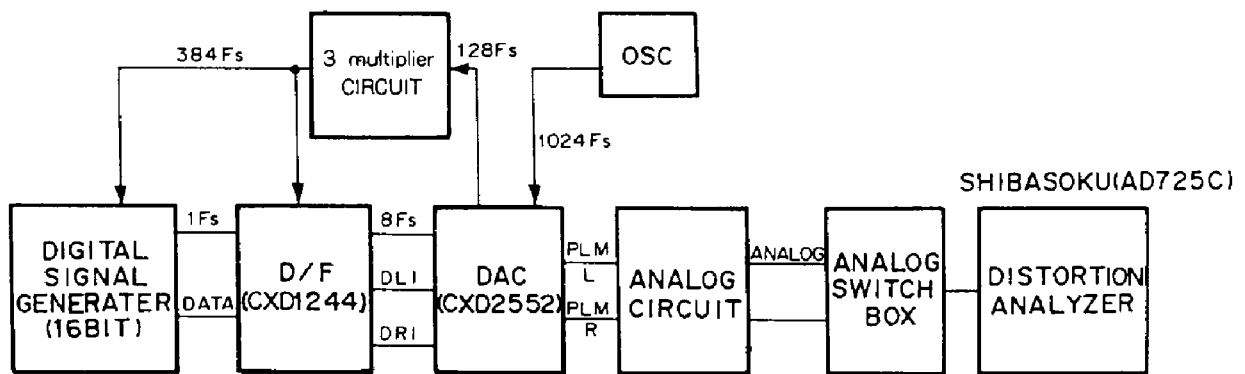 384Fs
3 multiplier
CIRCUIT
128Fs
OSC
1024Fs
SHIBASOKU(AD725C)
DIGITAL
SIGNAL
GENERATER
(16BIT)
1Fs
DATA
D/F
(CXD1244)
8Fs
DLI
DRI
DAC
(CXD2552)
PLM
L
PLM
R
ANALOG
CIRCUIT
ANALOG
ANALOG
SWITCH
BOX
DISTORTION
ANALYZER